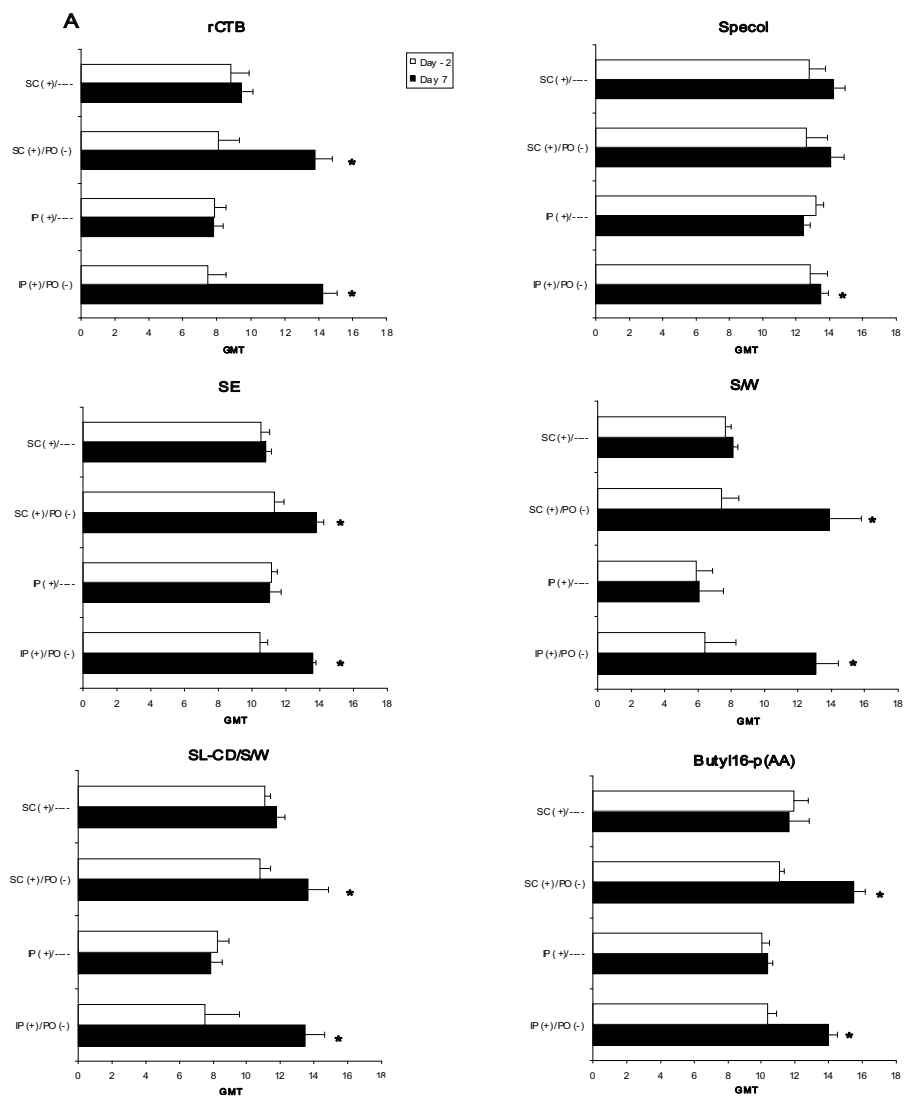 A
rCTB
Day - 2
Day 7
SC (+)/----
SC (+)/PO (-)
IP (+)/----
IP (+)/PO (-)
0 2 4 6 8 10 12 14 16 18
GMT
Specol
SC (+)/----
SC (+)/PO (-)
IP (+)/----
IP (+)/PO (-)
0 2 4 6 8 10 12 14 16 18
GMT
SE
SC (+)/----
SC (+)/PO (-)
IP (+)/----
IP (+)/PO (-)
0 2 4 6 8 10 12 14 16 18
GMT
S/W
SC (+)/----
SC (+)/PO (-)
IP (+)/----
IP (+)/PO (-)
0 2 4 6 8 10 12 14 16 18
GMT
SL-CD/S/W
SC (+)/----
SC (+)/PO (-)
IP (+)/----
IP (+)/PO (-)
0 2 4 6 8 10 12 14 16 18
GMT
Butyl16-p(AA)
SC (+)/----
SC (+)/PO (-)
IP (+)/----
IP (+)/PO (-)
0 2 4 6 8 10 12 14 16 18
GMT